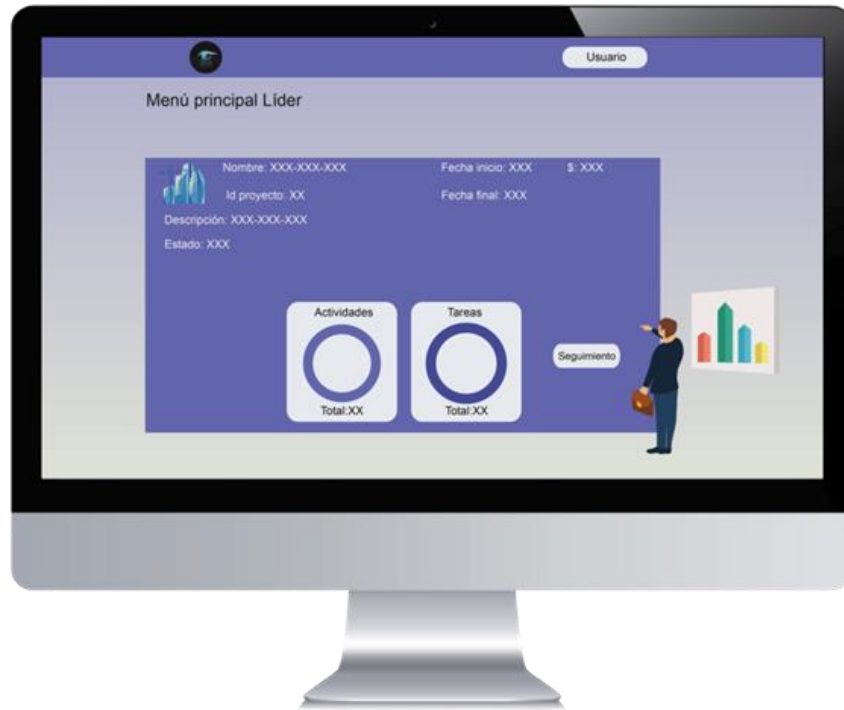 Usuario
Menú principal Líder
Nombre: XXX-XXX-XXX
Fecha inicio: XXX
$: XXX
Id proyecto: XX
Fecha final: XXX
Descripción: XXX-XXX-XXX
Estado: XXX
Actividades
Tareas
Seguimiento
Total:XX
Total:XX